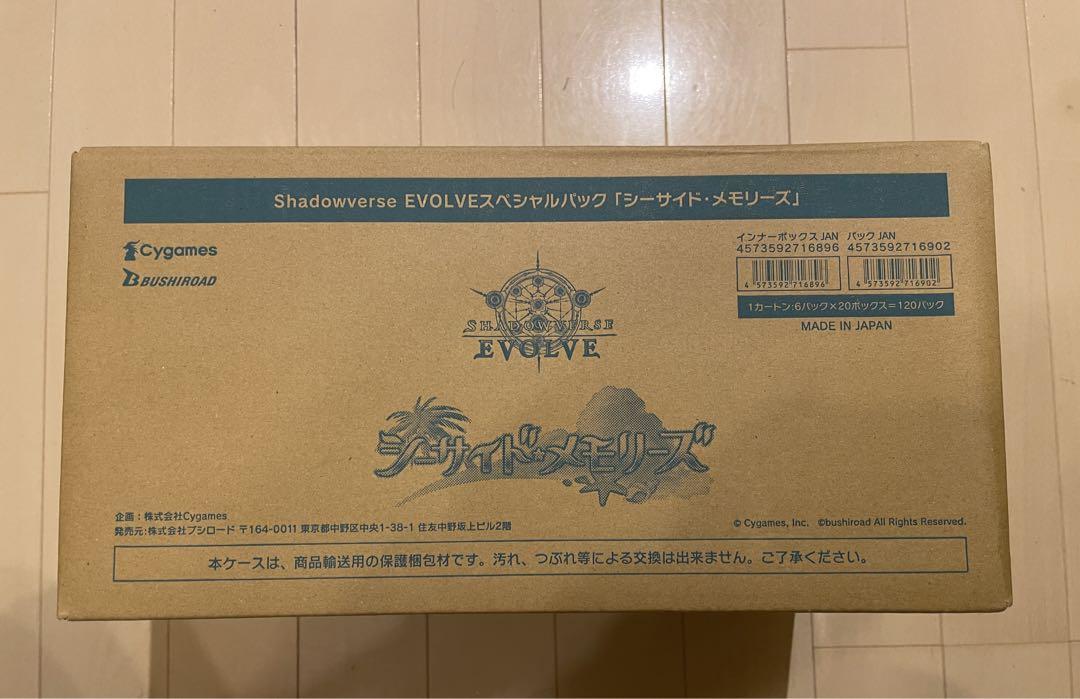 Shadowverse EVOLVEスペシャルパック「シーサイド・メモリーズ」
Cygames
BUSHIROAD
インナーボックスJAN パックJAN
4573592716896 4573592716902
4 573592 716896 4 573592 716902
1カートン:6パック×20ボックス=120パック
MADE IN JAPAN
SHADOWVERSE
EVOLVE
シーサイド★メモリーズ
企画：株式会社Cygames
発売元:株式会社ブシロード 〒164-0011 東京都中野区中央1-38-1 住友中野坂上ビル2階
© Cygames, Inc. ©bushiroad All Rights Reserved.
本ケースは、商品輸送用の保護梱包材です。汚れ、つぶれ等による交換は出来ません。ご了承ください。